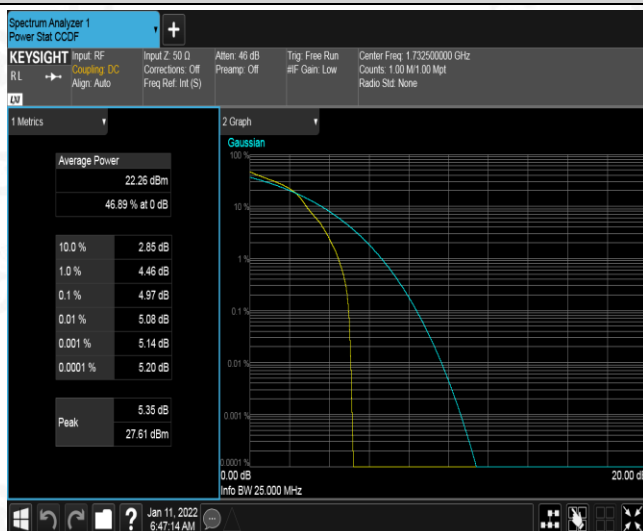 Spectrum Analyzer 1
Power Stat CCDF
+
KEYSIGHT
R L
LXI
Input: RF
Coupling: DC
Align: Auto
Input Z: 50 Ω
Corrections: Off
Freq Ref: Int (S)
Atten: 46 dB
Preamp: Off
Trig: Free Run
#IF Gain: Low
Center Freq: 1.732500000 GHz
Counts: 1.00 M/1.00 Mpt
Radio Std: None
1 Metrics
Average Power
22.26 dBm
46.89 % at 0 dB
10.0 % 2.85 dB
1.0 % 4.46 dB
0.1 % 4.97 dB
0.01 % 5.08 dB
0.001 % 5.14 dB
0.0001 % 5.20 dB
Peak 5.35 dB
27.61 dBm
2 Graph
Gaussian
100 %
10 %
1 %
0.1 %
0.01 %
0.001 %
0.0001 %
0.00 dB 20.00 dB
Info BW 25.000 MHz
?
Jan 11, 2022
6:47:14 AM